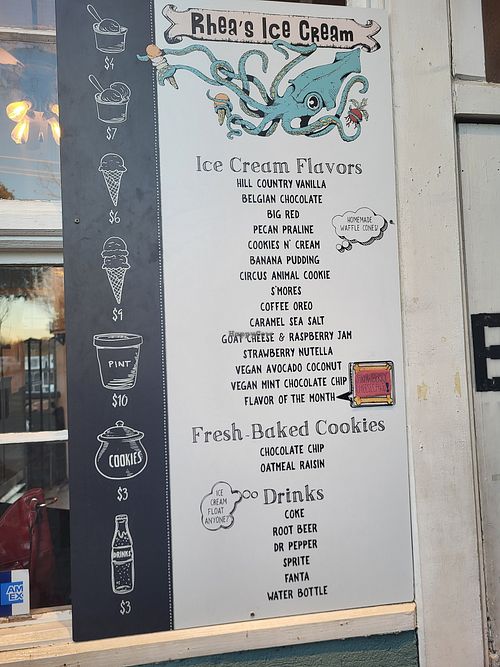 Rhea's Ice Cream
$4
$7
$6
$9
PINT
$10
COOKIES
$3
DRINKS
$3
Ice Cream Flavors
HILL COUNTRY VANILLA
BELGIAN CHOCOLATE
BIG RED
PECAN PRALINE
COOKIES N' CREAM
BANANA PUDDING
CIRCUS ANIMAL COOKIE
S'MORES
COFFEE OREO
CARAMEL SEA SALT
GOAT CHEESE & RASPBERRY JAM
STRAWBERRY NUTELLA
VEGAN AVOCADO COCONUT
VEGAN MINT CHOCOLATE CHIP
FLAVOR OF THE MONTH
HOMEMADE
WAFFLE CONES!
Fresh-Baked Cookies
CHOCOLATE CHIP
OATMEAL RAISIN
Drinks
ICE
CREAM
FLOAT
ANYONE?
COKE
ROOT BEER
DR PEPPER
SPRITE
FANTA
WATER BOTTLE
AM
EX
HappyCow